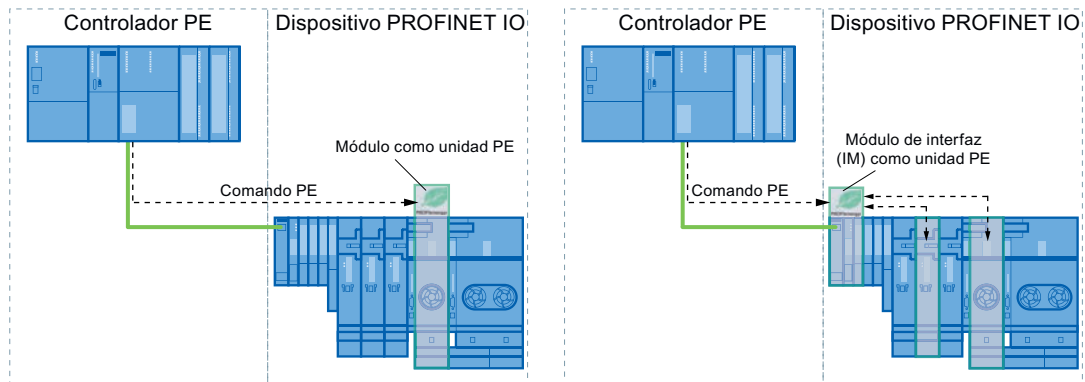 Controlador PE
Dispositivo PROFINET IO
Módulo como unidad PE
Comando PE
Controlador PE
Dispositivo PROFINET IO
Módulo de interfaz
(IM) como unidad PE
Comando PE